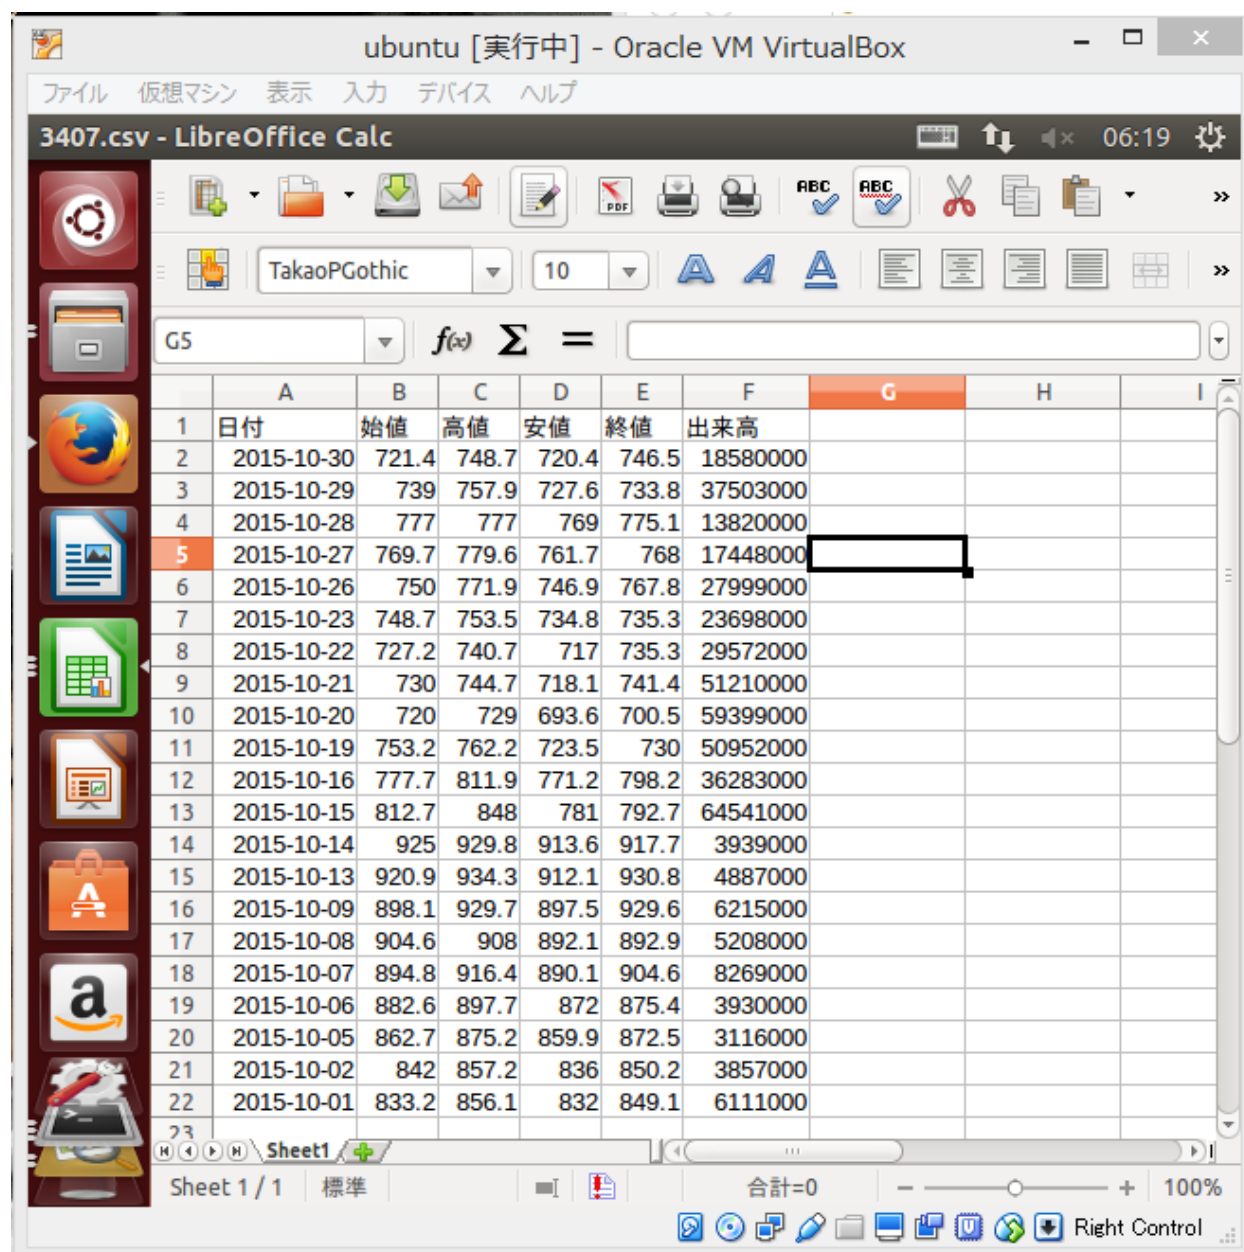 ubuntu [実行中] - Oracle VM VirtualBox
ファイル 仮想マシン 表示 入力 デバイス ヘルプ
3407.csv - LibreOffice Calc 06:19
PDF ABC ABC »
TakaoPGothic 10 A A A »
G5 f(x) Σ =
A B C D E F G H I
1 日付 始値 高値 安値 終値 出来高
2 2015-10-30 721.4 748.7 720.4 746.5 18580000
3 2015-10-29 739 757.9 727.6 733.8 37503000
4 2015-10-28 777 777 769 775.1 13820000
5 2015-10-27 769.7 779.6 761.7 768 17448000
6 2015-10-26 750 771.9 746.9 767.8 27999000
7 2015-10-23 748.7 753.5 734.8 735.3 23698000
8 2015-10-22 727.2 740.7 717 735.3 29572000
9 2015-10-21 730 744.7 718.1 741.4 51210000
10 2015-10-20 720 729 693.6 700.5 59399000
11 2015-10-19 753.2 762.2 723.5 730 50952000
12 2015-10-16 777.7 811.9 771.2 798.2 36283000
13 2015-10-15 812.7 848 781 792.7 64541000
14 2015-10-14 925 929.8 913.6 917.7 3939000
15 2015-10-13 920.9 934.3 912.1 930.8 4887000
16 2015-10-09 898.1 929.7 897.5 929.6 6215000
17 2015-10-08 904.6 908 892.1 892.9 5208000
18 2015-10-07 894.8 916.4 890.1 904.6 8269000
19 2015-10-06 882.6 897.7 872 875.4 3930000
20 2015-10-05 862.7 875.2 859.9 872.5 3116000
21 2015-10-02 842 857.2 836 850.2 3857000
22 2015-10-01 833.2 856.1 832 849.1 6111000
23
Sheet1
Sheet 1 / 1 標準 合計=0 100%
Right Control